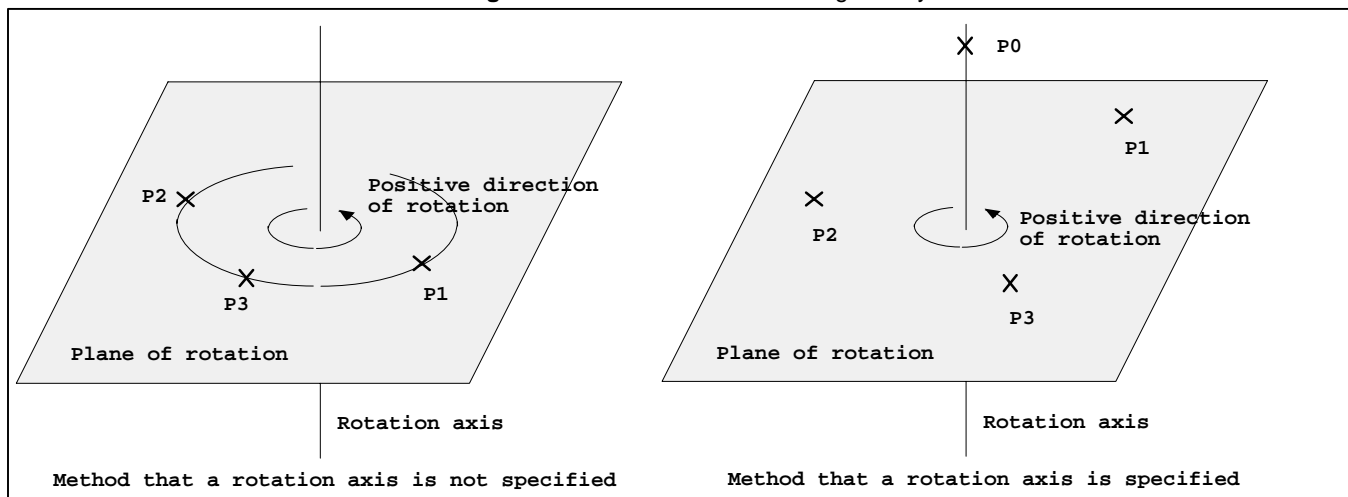 P2
Positive direction
of rotation
P3
P1
Plane of rotation
Rotation axis
Method that a rotation axis is not specified
P0
P1
P2
Positive direction
of rotation
P3
Plane of rotation
Rotation axis
Method that a rotation axis is specified